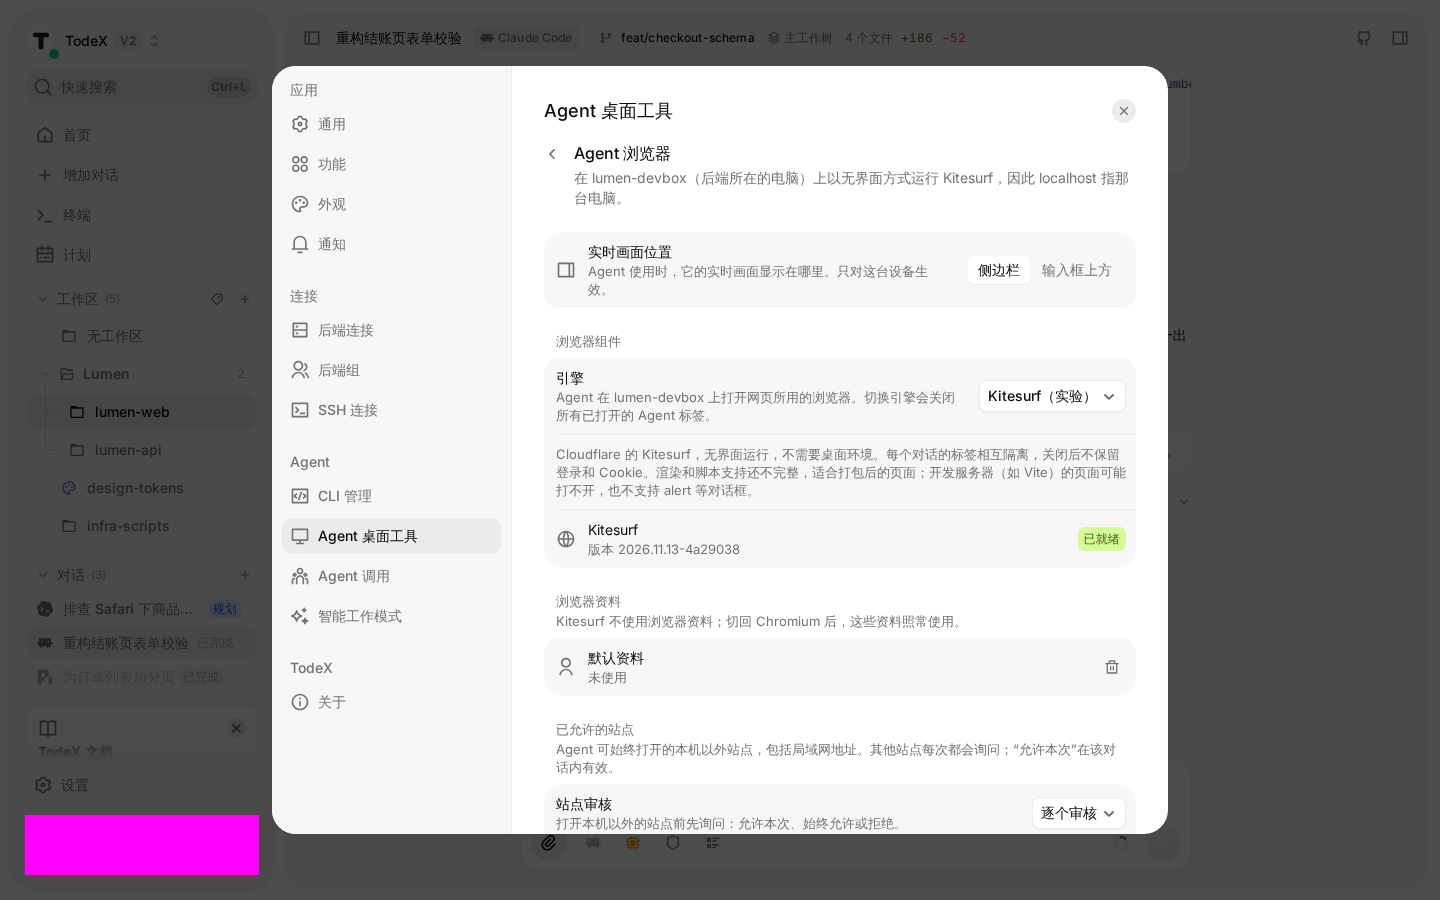 TodeX V2
快速搜索 Ctrl+L
首页
增加对话
终端
计划
工作区 (5)
无工作区
Lumen 2
lumen-web
lumen-api
design-tokens
infra-scripts
对话 (3)
排查 Safari 下商品... 规划
重构结账页表单校验 已完成
为订单列表加分页 已完成
TodeX 文档
设置
重构结账页表单校验 Claude Code feat/checkout-schema 主工作树 4 个文件 +186 −52
应用
通用
功能
外观
通知
连接
后端连接
后端组
SSH 连接
Agent
CLI 管理
Agent 桌面工具
Agent 调用
智能工作模式
TodeX
关于
Agent 桌面工具
Agent 浏览器
在 lumen-devbox（后端所在的电脑）上以无界面方式运行 Kitesurf，因此 localhost 指那
台电脑。
实时画面位置
Agent 使用时，它的实时画面显示在哪里。只对这台设备生
效。
侧边栏 输入框上方
浏览器组件
引擎
Agent 在 lumen-devbox 上打开网页所用的浏览器。切换引擎会关闭
所有已打开的 Agent 标签。
Kitesurf（实验）
Cloudflare 的 Kitesurf，无界面运行，不需要桌面环境。每个对话的标签相互隔离，关闭后不保留
登录和 Cookie。渲染和脚本支持还不完整，适合打包后的页面；开发服务器（如 Vite）的页面可能
打不开，也不支持 alert 等对话框。
Kitesurf
版本 2026.11.13-4a29038
已就绪
浏览器资料
Kitesurf 不使用浏览器资料；切回 Chromium 后，这些资料照常使用。
默认资料
未使用
已允许的站点
Agent 可始终打开的本机以外站点，包括局域网地址。其他站点每次都会询问；“允许本次”在该对
话内有效。
站点审核
打开本机以外的站点前先询问：允许本次、始终允许或拒绝。
逐个审核